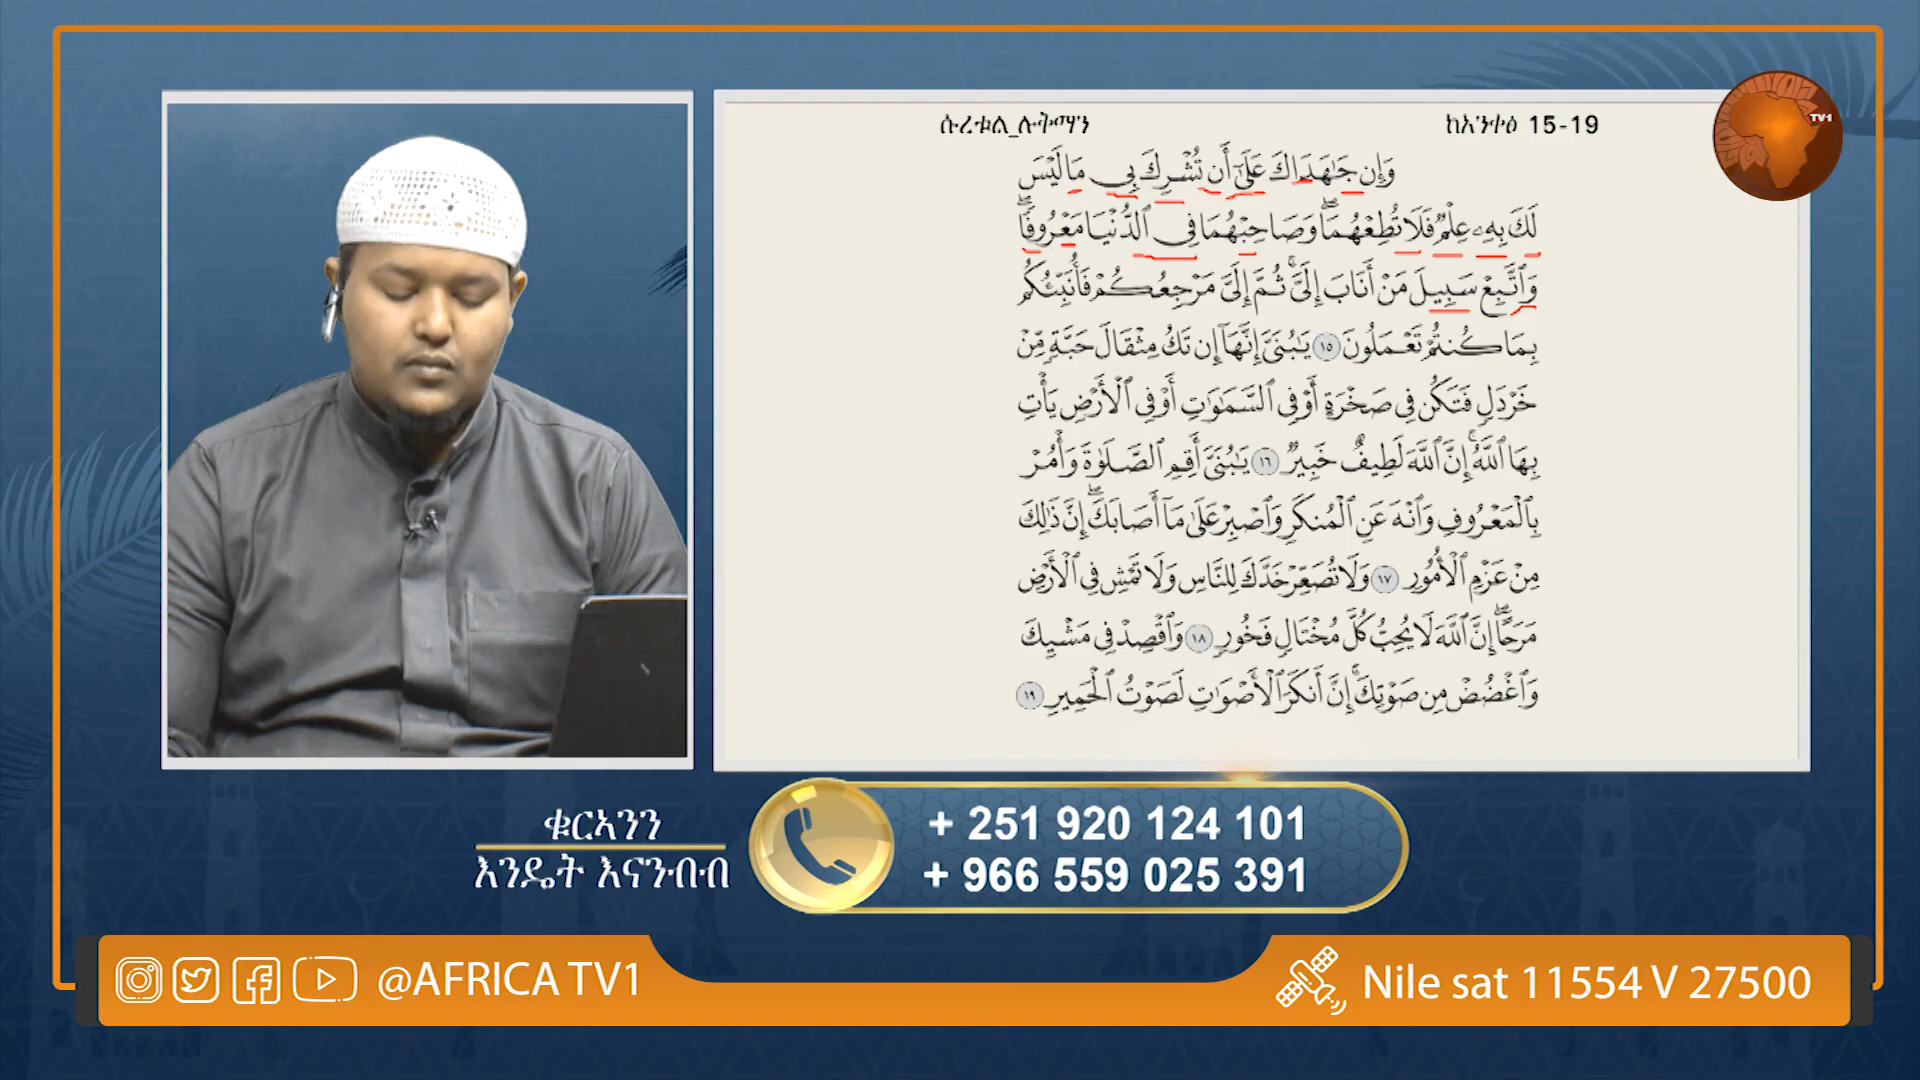 ሱረቱል_ሉቅማን
ከአንቀፅ 15-19
TV1
وَإِن جَٰهَدَاكَ عَلَىٰٓ أَن تُشْرِكَ بِي مَا لَيْسَ
لَكَ بِهِۦ عِلْمٌ فَلَا تُطِعْهُمَا ۖ وَصَاحِبْهُمَا فِي ٱلدُّنْيَا مَعْرُوفًا ۖ
وَٱتَّبِعْ سَبِيلَ مَنْ أَنَابَ إِلَيَّ ۚ ثُمَّ إِلَيَّ مَرْجِعُكُمْ فَأُنَبِّئُكُم
بِمَا كُنتُمْ تَعْمَلُونَ ١٥ يَٰبُنَيَّ إِنَّهَآ إِن تَكُ مِثْقَالَ حَبَّةٍ مِّنْ
خَرْدَلٍ فَتَكُن فِي صَخْرَةٍ أَوْ فِي ٱلسَّمَٰوَٰتِ أَوْ فِي ٱلْأَرْضِ يَأْتِ
بِهَا ٱللَّهُ ۚ إِنَّ ٱللَّهَ لَطِيفٌ خَبِيرٌ ١٦ يَٰبُنَيَّ أَقِمِ ٱلصَّلَوٰةَ وَأْمُرْ
بِٱلْمَعْرُوفِ وَٱنْهَ عَنِ ٱلْمُنكَرِ وَٱصْبِرْ عَلَىٰ مَآ أَصَابَكَ ۖ إِنَّ ذَٰلِكَ
مِنْ عَزْمِ ٱلْأُمُورِ ١٧ وَلَا تُصَعِّرْ خَدَّكَ لِلنَّاسِ وَلَا تَمْشِ فِي ٱلْأَرْضِ
مَرَحًا ۖ إِنَّ ٱللَّهَ لَا يُحِبُّ كُلَّ مُخْتَالٍ فَخُورٍ ١٨ وَٱقْصِدْ فِي مَشْيِكَ
وَٱغْضُضْ مِن صَوْتِكَ ۚ إِنَّ أَنكَرَ ٱلْأَصْوَٰتِ لَصَوْتُ ٱلْحَمِيرِ ١٩
ቁርኣንን
እንዴት እናንብብ
+ 251 920 124 101
+ 966 559 025 391
@AFRICA TV1
Nile sat 11554 V 27500